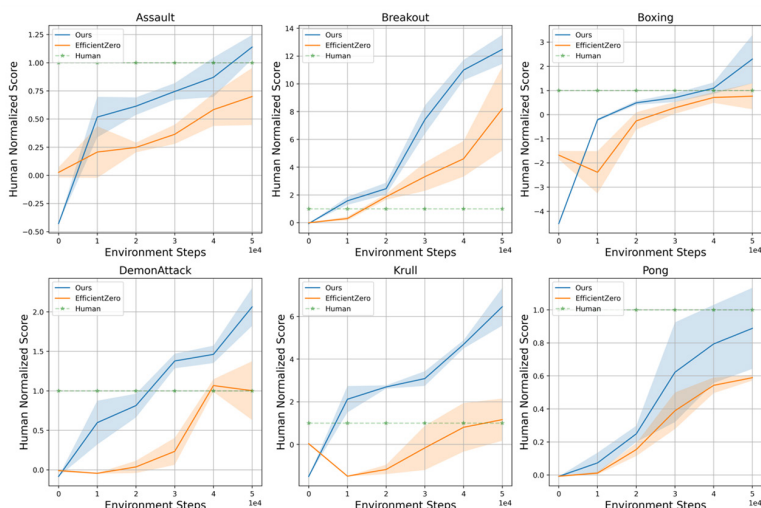 Assault
Ours
EfficientZero
Human
Human Normalized Score
1.25
1.00
0.75
0.50
0.25
0.00
−0.25
−0.50
0 1 2 3 4 5
1e4
Environment Steps
Breakout
Ours
EfficientZero
Human
Human Normalized Score
14
12
10
8
6
4
2
0
0 1 2 3 4 5
1e4
Environment Steps
Boxing
Ours
EfficientZero
Human
Human Normalized Score
3
2
1
0
−1
−2
−3
−4
0 1 2 3 4 5
1e4
Environment Steps
DemonAttack
Ours
EfficientZero
Human
Human Normalized Score
2.0
1.5
1.0
0.5
0.0
0 1 2 3 4 5
1e4
Environment Steps
Krull
Ours
EfficientZero
Human
Human Normalized Score
6
4
2
0
0 1 2 3 4 5
1e4
Environment Steps
Pong
Ours
EfficientZero
Human
Human Normalized Score
1.0
0.8
0.6
0.4
0.2
0.0
0 1 2 3 4 5
1e4
Environment Steps